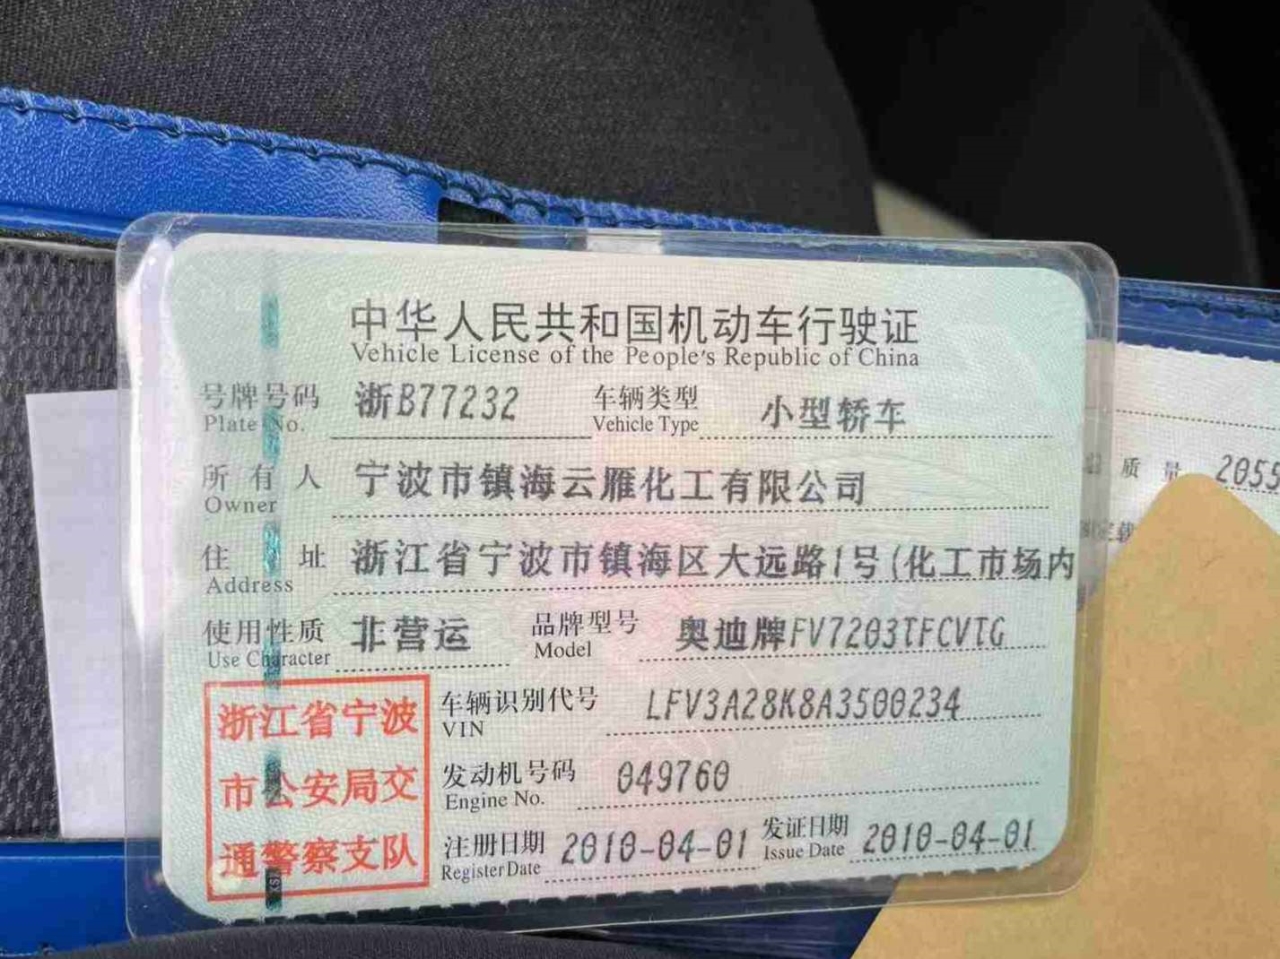 中华人民共和国机动车行驶证
Vehicle License of the People's Republic of China
号牌号码 浙B77232 车辆类型 小型轿车
Plate No. Vehicle Type
所有人 宁波市镇海云雁化工有限公司
Owner
住址 浙江省宁波市镇海区大远路1号(化工市场内
Address
使用性质 非营运 品牌型号 奥迪牌FV7203TFCVTG
Use Character Model
浙江省宁波
市公安局交
通警察支队
车辆识别代号 LFV3A28K8A3500234
VIN
发动机号码 049760
Engine No.
注册日期 2010-04-01 发证日期 2010-04-01
Register Date Issue Date
质量 2055